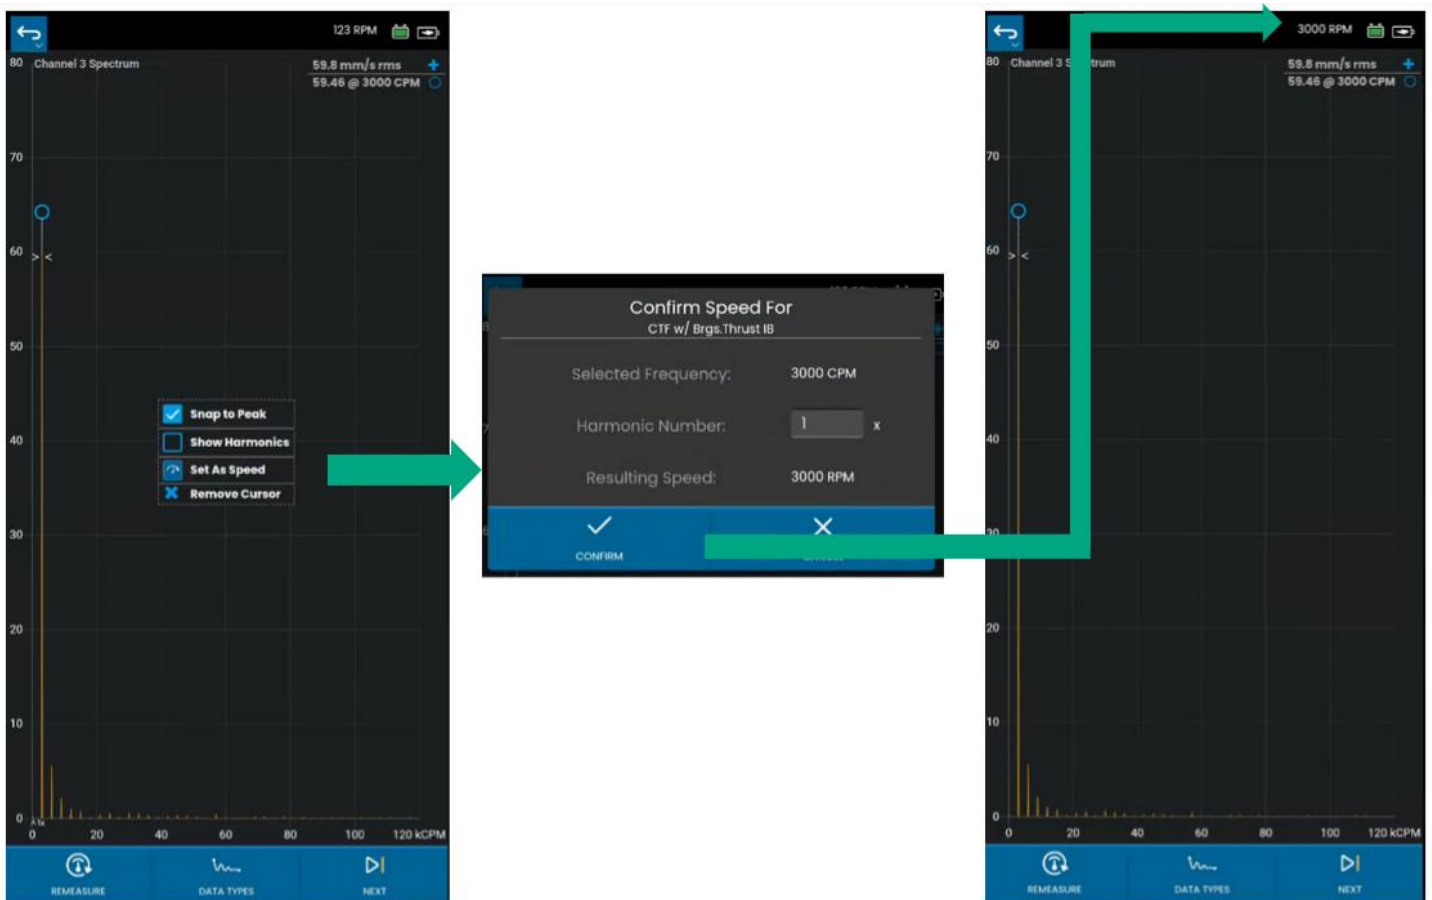 123 RPM
80 Channel 3 Spectrum
59.8 mm/s rms
59.46 @ 3000 CPM
70
60
> <
50
40
30
20
10
0
0 20 40 60 80 100 120 kCPM
Snap to Peak
Show Harmonics
Set As Speed
Remove Cursor
REMEASURE DATA TYPES NEXT
Confirm Speed For
CTF w/ Brgs.Thrust IB
Selected Frequency: 3000 CPM
Harmonic Number: 1 x
Resulting Speed: 3000 RPM
CONFIRM
3000 RPM
80 Channel 3 trum
59.8 mm/s rms
59.46 @ 3000 CPM
70
60
> <
50
40
30
20
10
0
0 20 40 60 80 100 120 kCPM
REMEASURE DATA TYPES NEXT